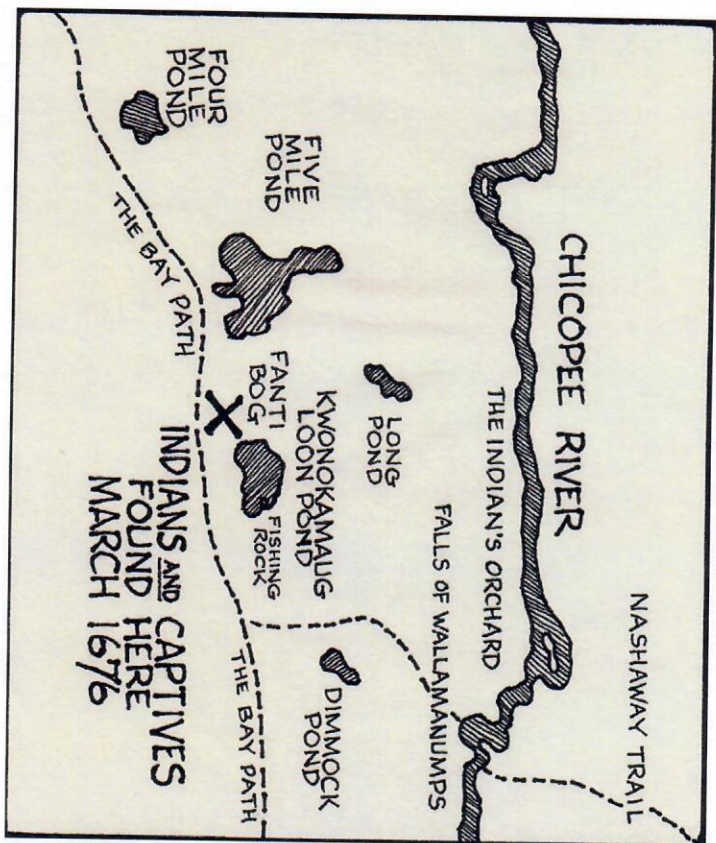 NASHAWAY TRAIL
CHICOPEE RIVER
THE INDIAN'S ORCHARD
FALLS OF WALLAMANUMPS
LONG
POND
FIVE
MILE
POND
KWONOKAMAUG
LOON POND
DIMMOCK
POND
FOUR
MILE
POND
FANTI
BOG
FISHING
ROCK
THE BAY PATH
THE BAY PATH
INDIANS AND CAPTIVES
FOUND HERE
MARCH 1676